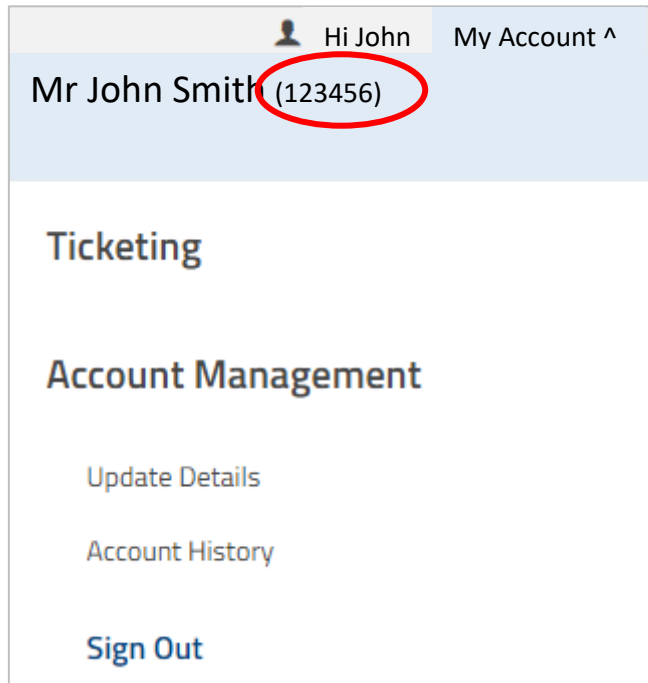 Hi John My Account ^
Mr John Smith (123456)
Ticketing
Account Management
Update Details
Account History
Sign Out